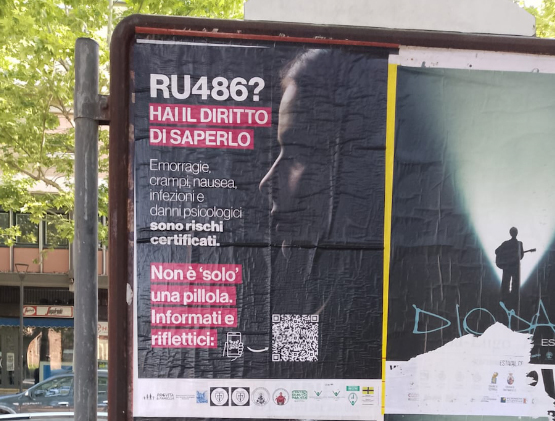 RU486?
HAI IL DIRITTO
DI SAPERLO
Emorragie,
crampi, nausea,
infezioni e
danni psicologici
sono rischi
certificati.
Non è ‘solo’
una pillola.
Informati e
rifletti​ci: